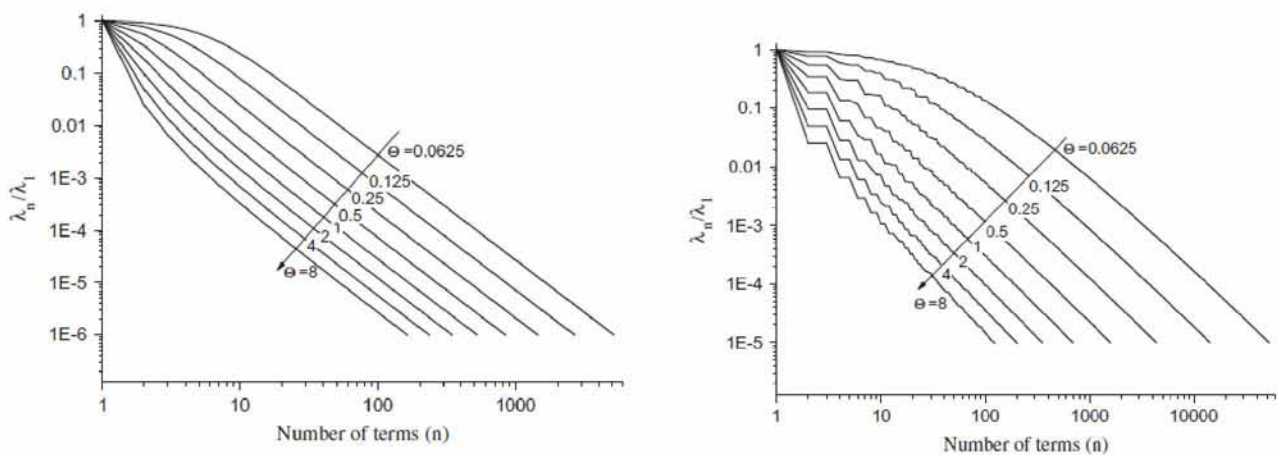 1
0.1
0.01
1E-3
1E-4
1E-5
1E-6
λn/λ1
Θ =0.0625
0.125
0.25
0.5
1
2
4
Θ =8
1
10
100
1000
Number of terms (n)
1
0.1
0.01
1E-3
1E-4
1E-5
λn/λ1
Θ =0.0625
0.125
0.25
0.5
1
2
4
Θ =8
1
10
100
1000
10000
Number of terms (n)